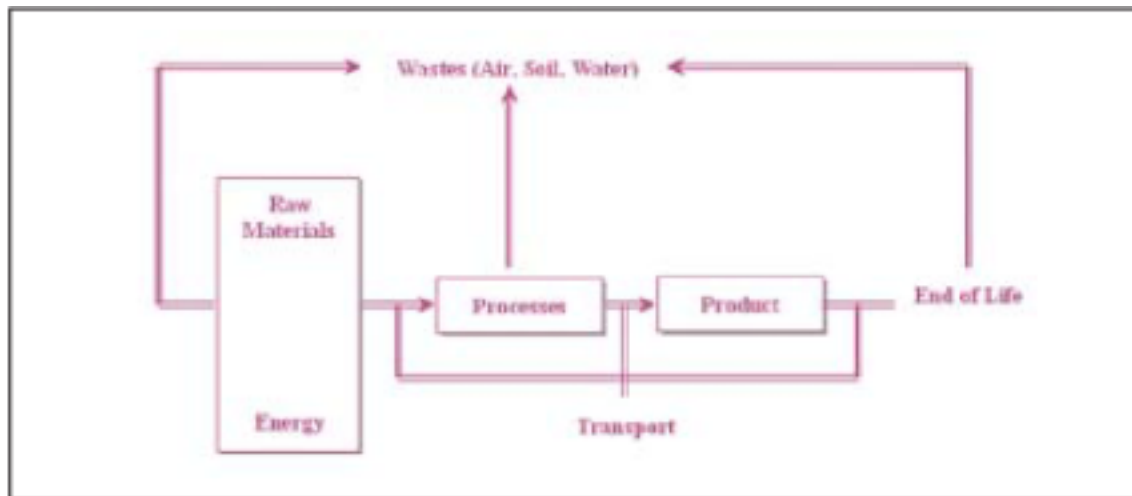 Wastes (Air, Soil, Water)
Raw
Materials
Processes
Product
End of Life
Energy
Transport